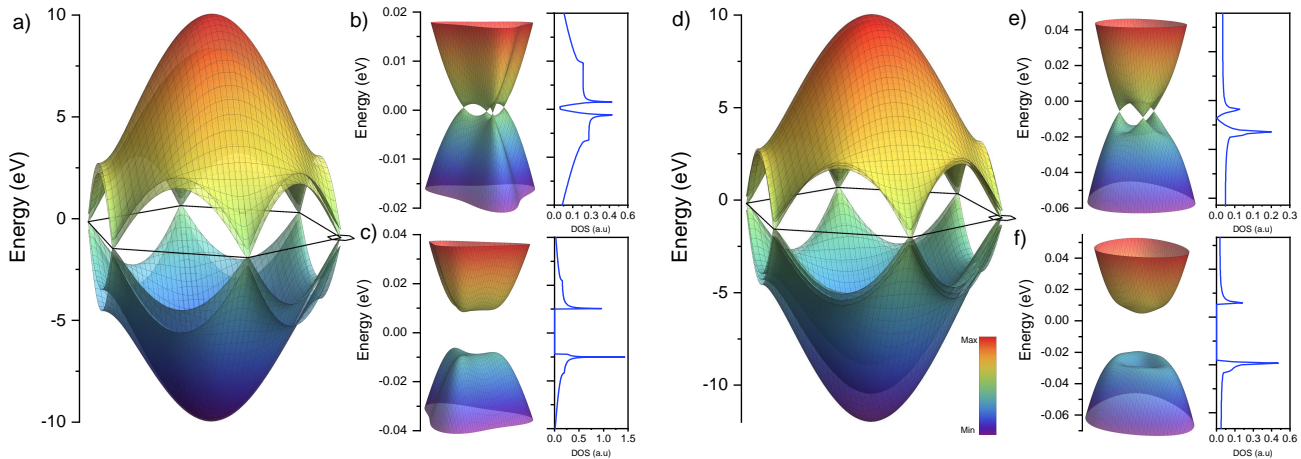 a)
Energy (eV)
10
5
0
-5
-10
b)
Energy (eV)
0.02
0.01
0.00
-0.01
-0.02
0.0 0.2 0.4 0.6
DOS (a.u)
c)
Energy (eV)
0.04
0.02
0.00
-0.02
-0.04
0.0 0.5 1.0 1.5
DOS (a.u)
d)
Energy (eV)
10
5
0
-5
-10
Max
Min
e)
Energy (eV)
0.04
0.02
0.00
-0.02
-0.04
-0.06
0.0 0.1 0.2 0.3
DOS (a.u)
f)
Energy (eV)
0.06
0.04
0.02
0.00
-0.02
-0.04
-0.06
0.0 0.2 0.4 0.6
DOS (a.u)